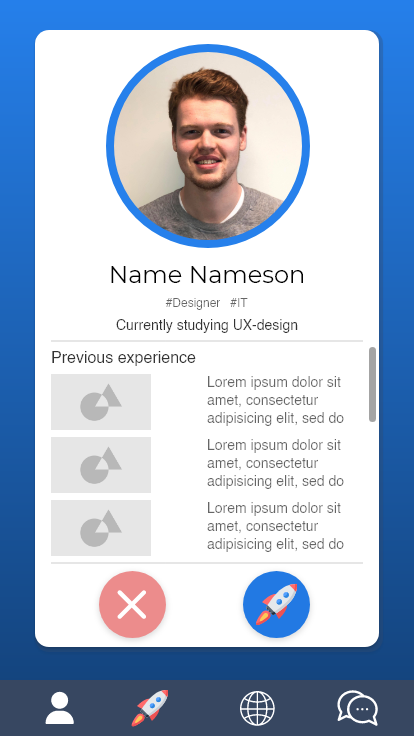 Name Nameson
#Designer #IT
Currently studying UX-design
Previous experience
Lorem ipsum dolor sit
amet, consectetur
adipisicing elit, sed do
Lorem ipsum dolor sit
amet, consectetur
adipisicing elit, sed do
Lorem ipsum dolor sit
amet, consectetur
adipisicing elit, sed do